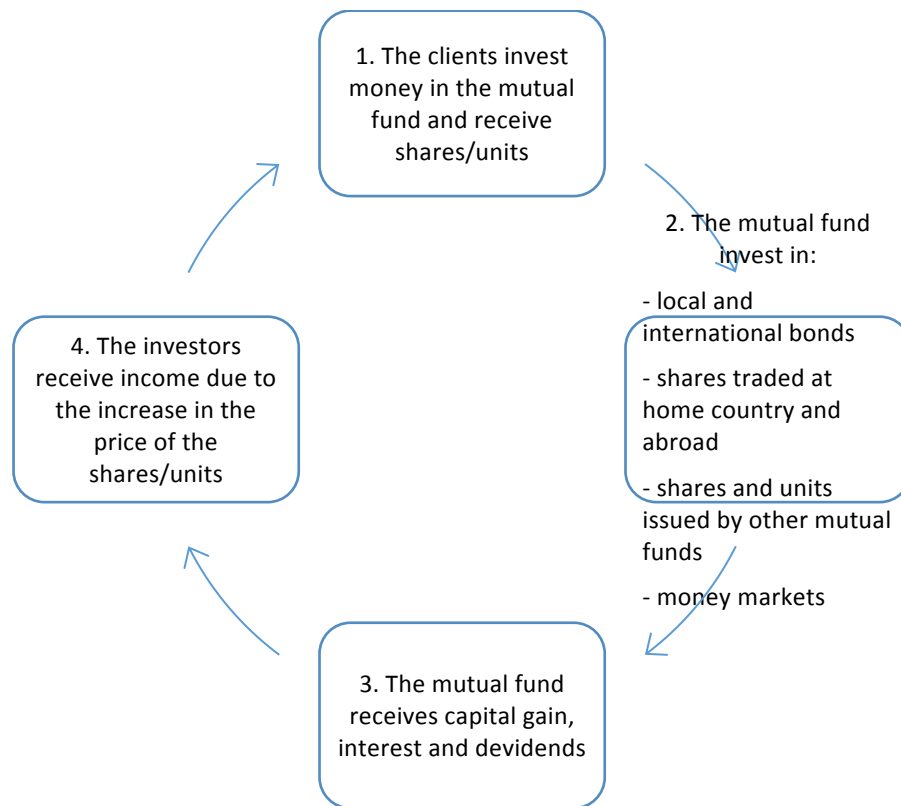 1. The clients invest
money in the mutual
fund and receive
shares/units
2. The mutual fund
invest in:
- local and
international bonds
- shares traded at
home country and
abroad
- shares and units
issued by other mutual
funds
- money markets
3. The mutual fund
receives capital gain,
interest and devidends
4. The investors
receive income due to
the increase in the
price of the
shares/units